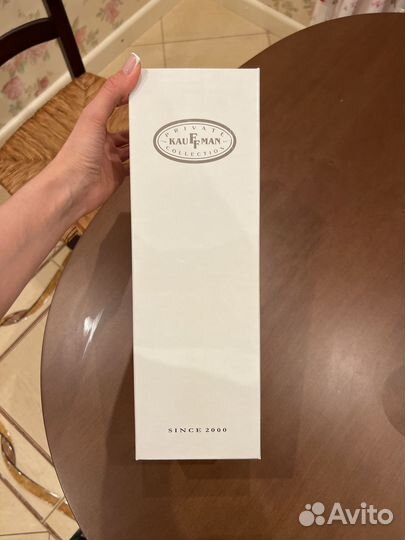 PRIVATE
KAUFFMAN
COLLECTION
SINCE 2000
Avito